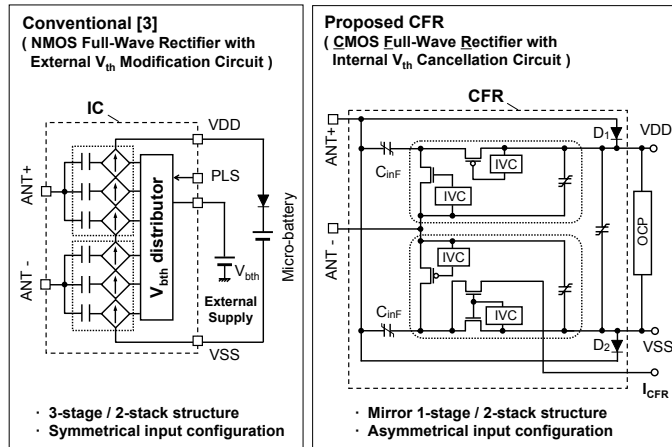 Conventional [3]
( NMOS Full-Wave Rectifier with
External Vth Modification Circuit )
IC
VDD
ANT+
PLS
Vbth distributor
Micro-battery
Vbth
ANT -
External
Supply
VSS
· 3-stage / 2-stack structure
· Symmetrical input configuration
Proposed CFR
( CMOS Full-Wave Rectifier with
Internal Vth Cancellation Circuit )
CFR
ANT+
D1
VDD
CinF
IVC
IVC
ANT -
OCP
IVC
CinF
IVC
VSS
D2
ICFR
· Mirror 1-stage / 2-stack structure
· Asymmetrical input configuration